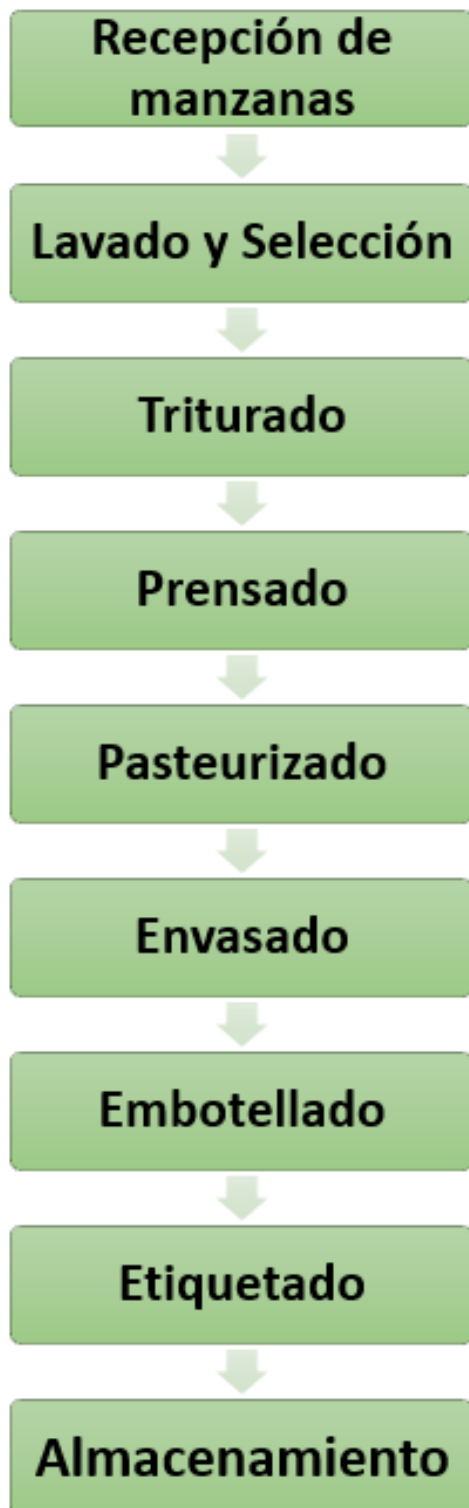 Recepción de
manzanas
Lavado y Selección
Triturado
Prensado
Pasteurizado
Envasado
Embotellado
Etiquetado
Almacenamiento